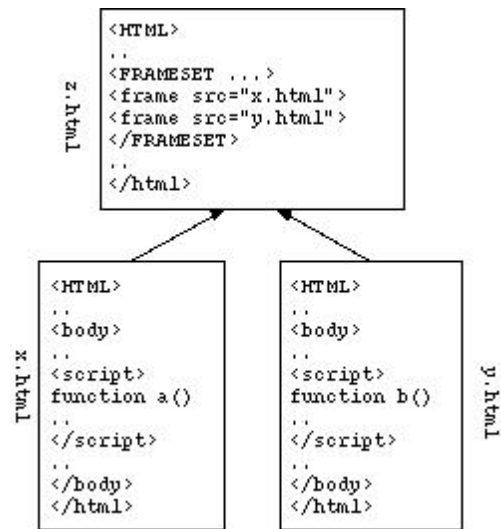 z.html
<HTML>
..
<FRAMESET ...>
<frame src="x.html">
<frame src="y.html">
</FRAMESET>
..
</html>
x.html
<HTML>
..
<body>
..
<script>
function a()
..
</script>
..
</body>
</html>
<HTML>
..
<body>
..
<script>
function b()
..
</script>
..
</body>
</html>
y.html